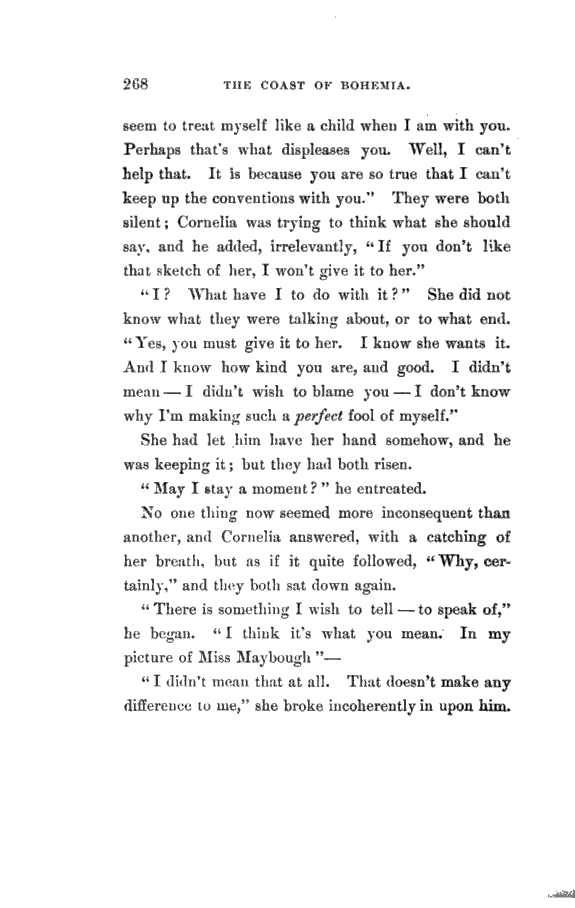 268 THE COAST OF BOHEMIA.
seem to treat myself like a child when I am with you.
Perhaps that's what displeases you. Well, I can't
help that. It is because you are so true that I can't
keep up the conventions with you." They were both
silent; Cornelia was trying to think what she should
say, and he added, irrelevantly, "If you don't like
that sketch of her, I won't give it to her."
"I? What have I to do with it?" She did not
know what they were talking about, or to what end.
"Yes, you must give it to her. I know she wants it.
And I know how kind you are, and good. I didn't
mean — I didn't wish to blame you — I don't know
why I'm making such a perfect fool of myself."
She had let him have her hand somehow, and he
was keeping it; but they had both risen.
"May I stay a moment?" he entreated.
No one thing now seemed more inconsequent than
another, and Cornelia answered, with a catching of
her breath, but as if it quite followed, "Why, cer-
tainly," and they both sat down again.
"There is something I wish to tell — to speak of,"
he began. "I think it's what you mean. In my
picture of Miss Maybough"—
"I didn't mean that at all. That doesn't make any
difference to me," she broke incoherently in upon him.